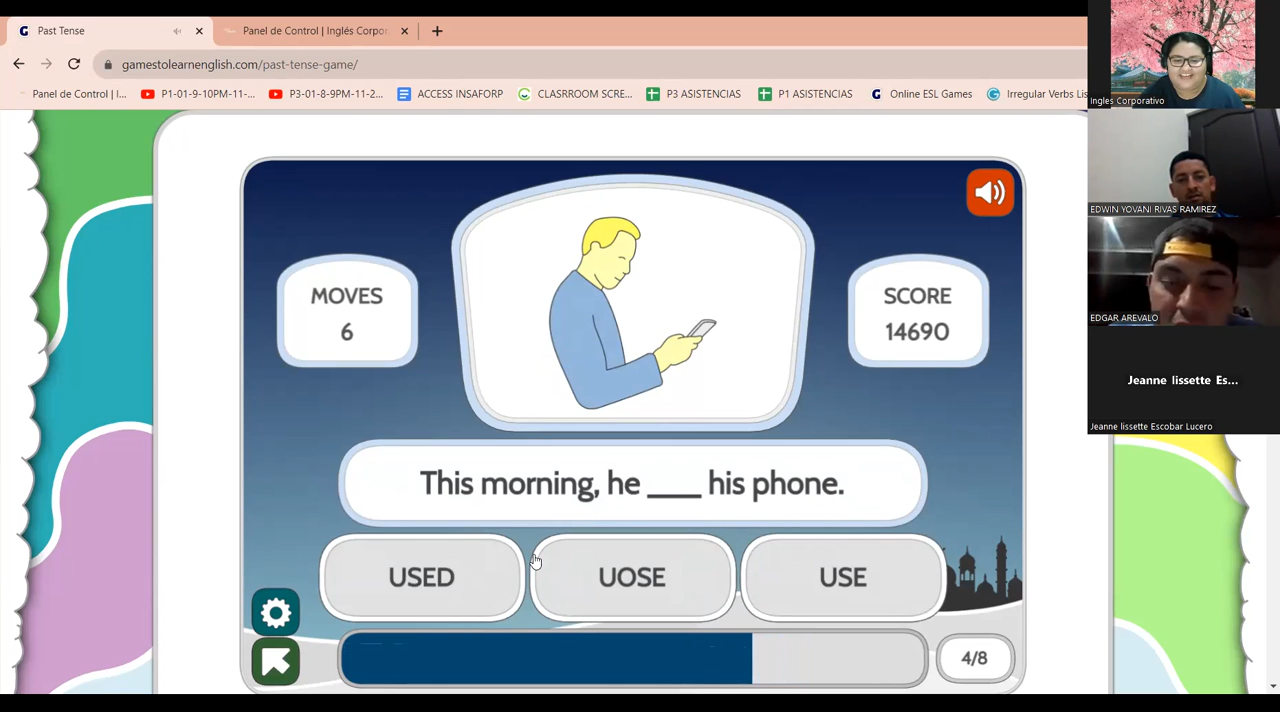 Past Tense
Panel de Control | Inglés Corpor
gamestolearnenglish.com/past-tense-game/
Panel de Control | I...
P1-01-9-10PM-11-...
P3-01-8-9PM-11-2...
ACCESS INSAFORP
CLASRROOM SCRE...
P3 ASISTENCIAS
P1 ASISTENCIAS
Online ESL Games
Irregular Verbs Lis
Ingles Corporativo
EDWIN YOVANI RIVAS RAMIREZ
EDGAR AREVALO
Jeanne lissette Es...
Jeanne lissette Escobar Lucero
MOVES
6
SCORE
14690
This morning, he ____ his phone.
USED
UOSE
USE
4/8